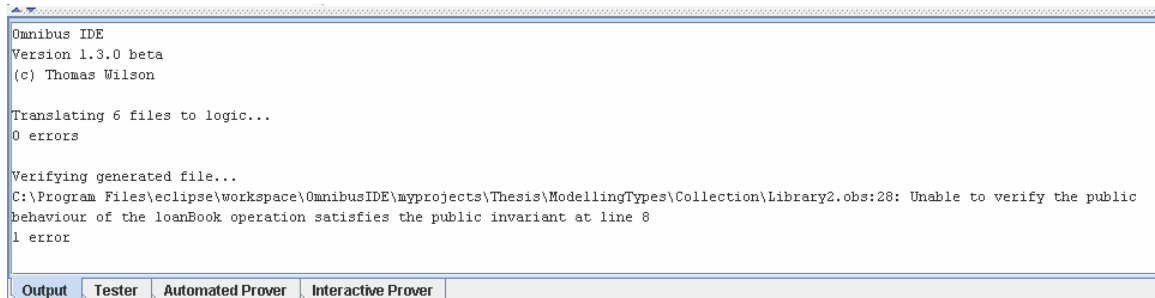 Omnibus IDE
Version 1.3.0 beta
(c) Thomas Wilson
Translating 6 files to logic...
0 errors
Verifying generated file...
C:\Program Files\eclipse\workspace\OmnibusIDE\myprojects\Thesis\ModellingTypes\Collection\Library2.obs:28: Unable to verify the public
behaviour of the loanBook operation satisfies the public invariant at line 8
1 error
Output Tester Automated Prover Interactive Prover